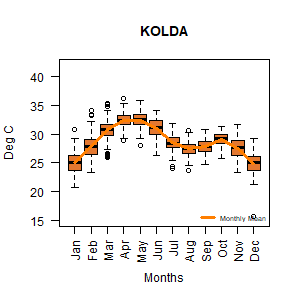 KOLDA
Deg C
40
35
30
25
20
15
Monthly Mean
Jan
Feb
Mar
Apr
May
Jun
Jul
Aug
Sep
Oct
Nov
Dec
Months